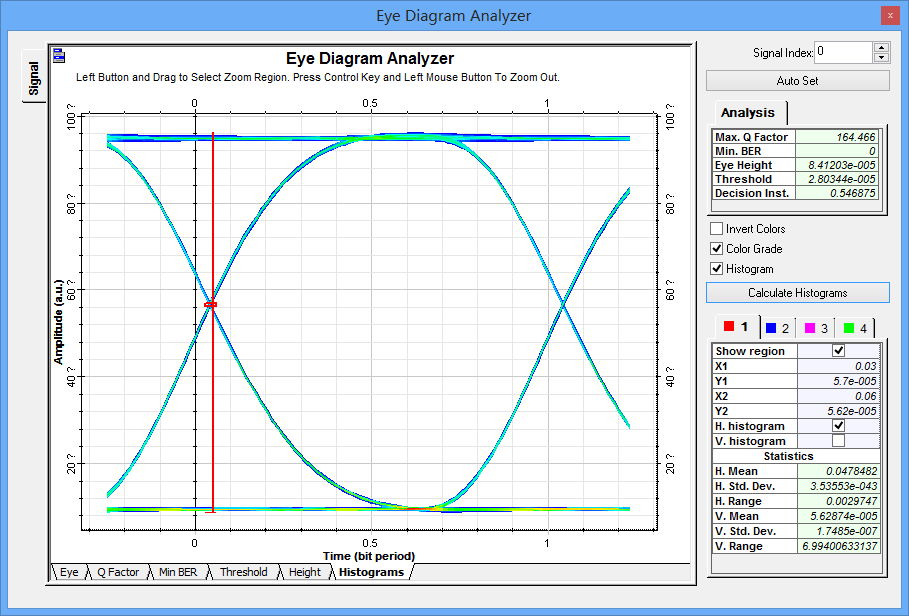 Eye Diagram Analyzer
x
Signal
Eye Diagram Analyzer
Left Button and Drag to Select Zoom Region. Press Control Key and Left Mouse Button To Zoom Out.
0 0.5 1
100 ? 100 ?
80 ? 80 ?
60 ? 60 ?
40 ? 40 ?
20 ? 20 ?
Amplitude (a.u.)
0 0.5 1
Time (bit period)
Eye Q Factor Min BER Threshold Height Histograms
Signal Index: 0
Auto Set
Analysis
Max. Q Factor 164.466
Min. BER 0
Eye Height 8.41203e-005
Threshold 2.80344e-005
Decision Inst. 0.546875
Invert Colors
Color Grade
Histogram
Calculate Histograms
1 2 3 4
Show region
X1 0.03
Y1 5.7e-005
X2 0.06
Y2 5.62e-005
H. histogram
V. histogram
Statistics
H. Mean 0.0478482
H. Std. Dev. 3.53553e-043
H. Range 0.0029747
V. Mean 5.62874e-005
V. Std. Dev. 1.7485e-007
V. Range 6.99400633137